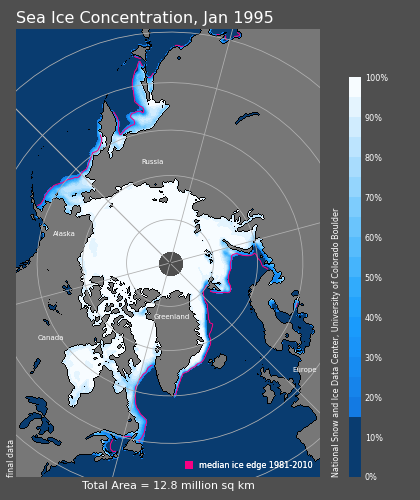 Sea Ice Concentration, Jan 1995
Russia
Alaska
Canada
Greenland
Europe
100%
90%
80%
70%
60%
50%
40%
30%
20%
10%
0%
National Snow and Ice Data Center, University of Colorado Boulder
final data
median ice edge 1981-2010
Total Area = 12.8 million sq km